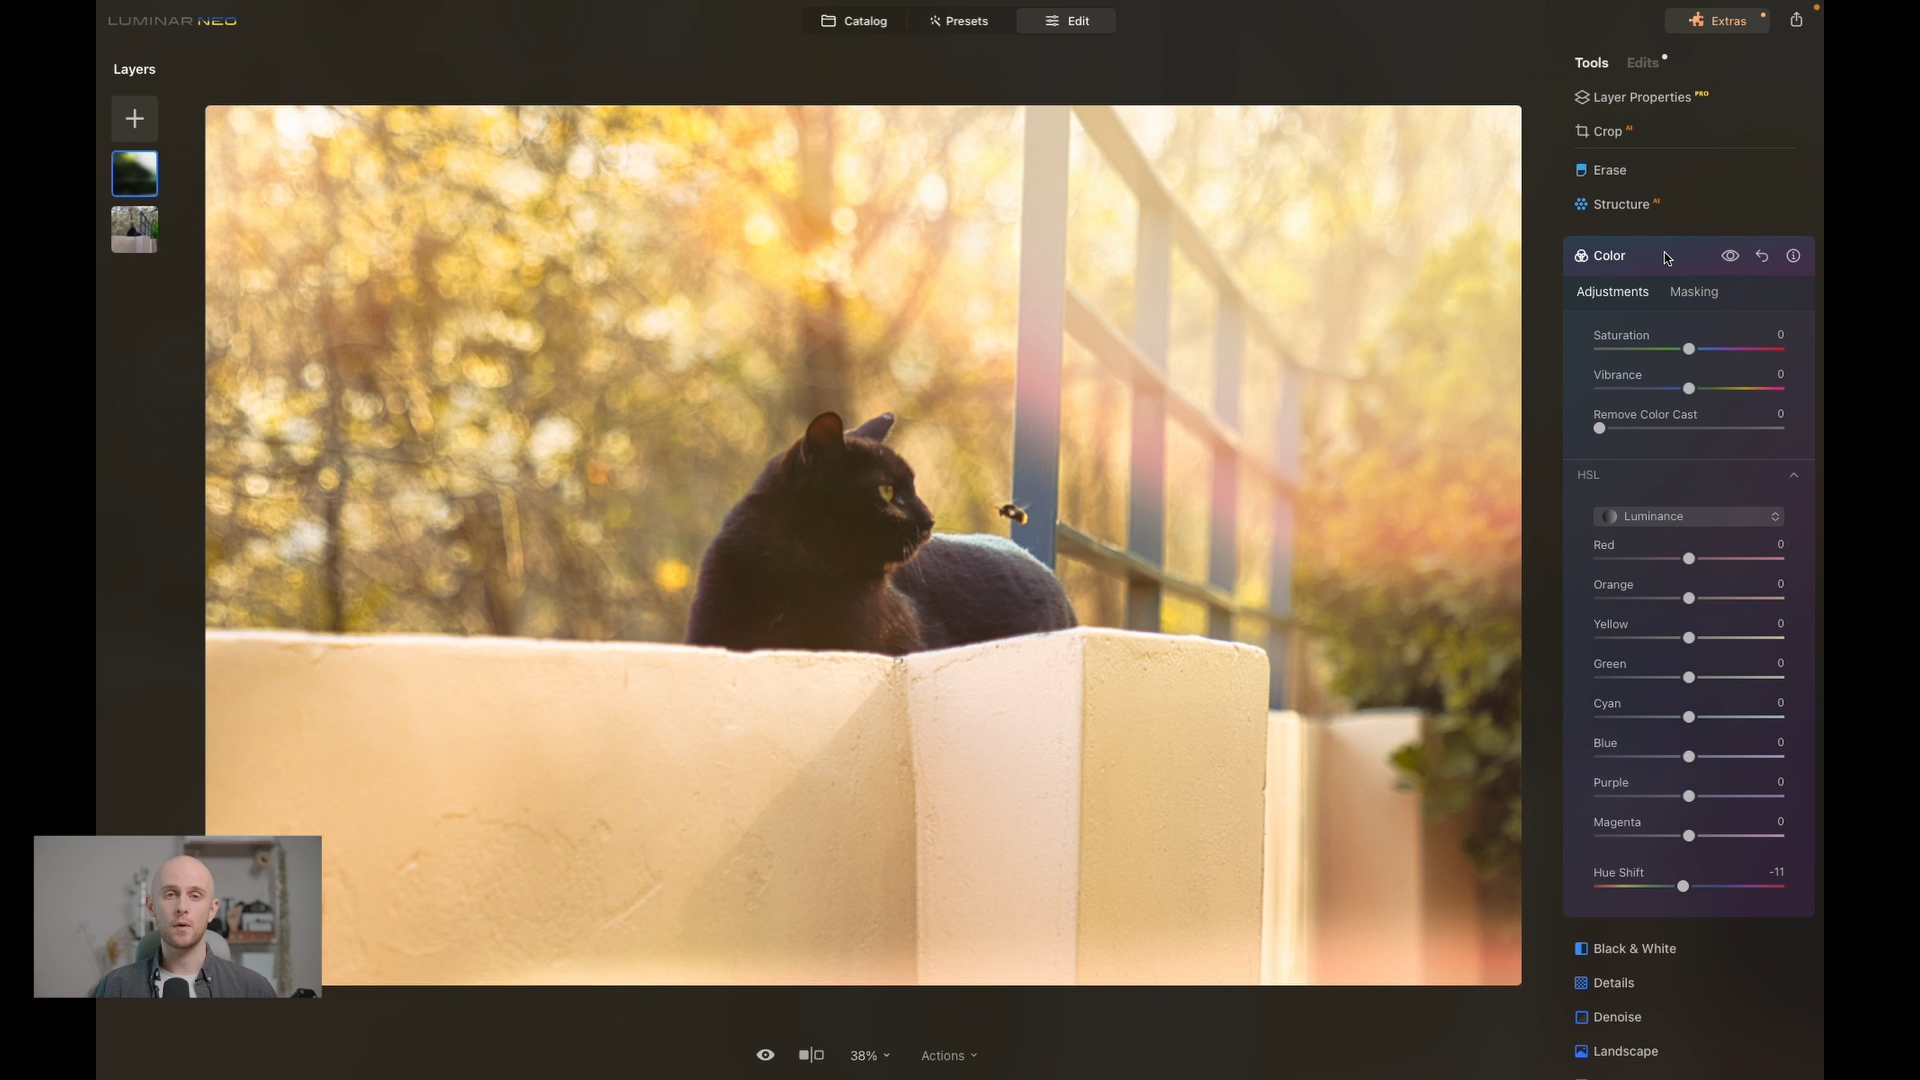 LUMINAR NEO
Catalog
Presets
Edit
Extras
Layers
Tools
Edits
Layer Properties PRO
Crop AI
Erase
Structure AI
Color
Adjustments
Masking
Saturation 0
Vibrance 0
Remove Color Cast 0
HSL
Luminance
Red 0
Orange 0
Yellow 0
Green 0
Cyan 0
Blue 0
Purple 0
Magenta 0
Hue Shift -11
Black & White
Details
Denoise
Landscape
38%
Actions